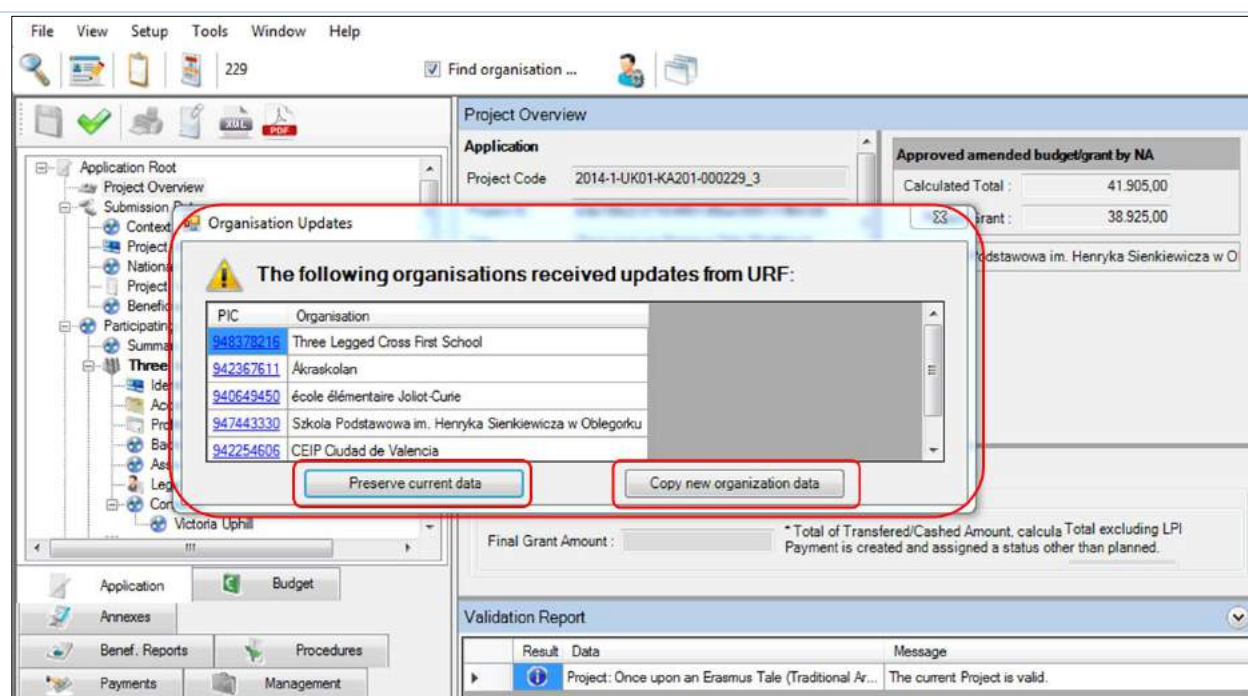 File View Setup Tools Window Help
229 Find organisation ...
XML PDF
Project Overview
Application
Project Code 2014-1-UK01-KA201-000229_3
Approved amended budget/grant by NA
Calculated Total : 41.905,00
Grant : 38.925,00
odstawowa im. Henryka Sienkiewicza w O
Application Root
Project Overview
Submission
Context
Project
Nationa
Project
Benefic
Participating
Summa
Three
Ide
Acc
Prof
Bac
Ass
Leg
Con
Victoria Uphill
Organisation Updates
The following organisations received updates from URF:
PIC Organisation
948378216 Three Legged Cross First School
942367611 Åkraskolan
940649450 école élémentaire Joliot-Curie
947443330 Szkola Podstawowa im. Henryka Sienkiewicza w Oblegorku
942254606 CEIP Ciudad de Valencia
Preserve current data Copy new organization data
Final Grant Amount :
* Total of Transfered/Cashed Amount, calcula Total excluding LPI
Payment is created and assigned a status other than planned.
Application Budget
Annexes
Benef. Reports Procedures
Payments Management
Validation Report
Result Data Message
Project: Once upon an Erasmus Tale (Traditional Ar... The current Project is valid.